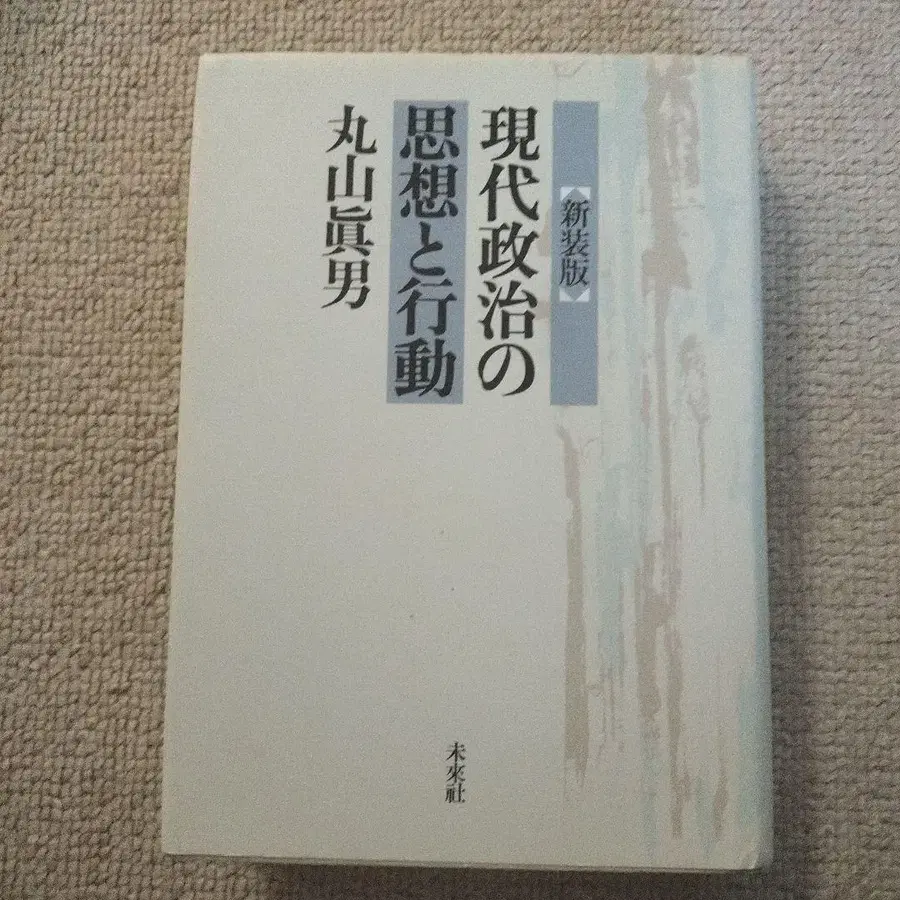 【新装版】
現代政治の
思想と行動
丸山眞男
未來社